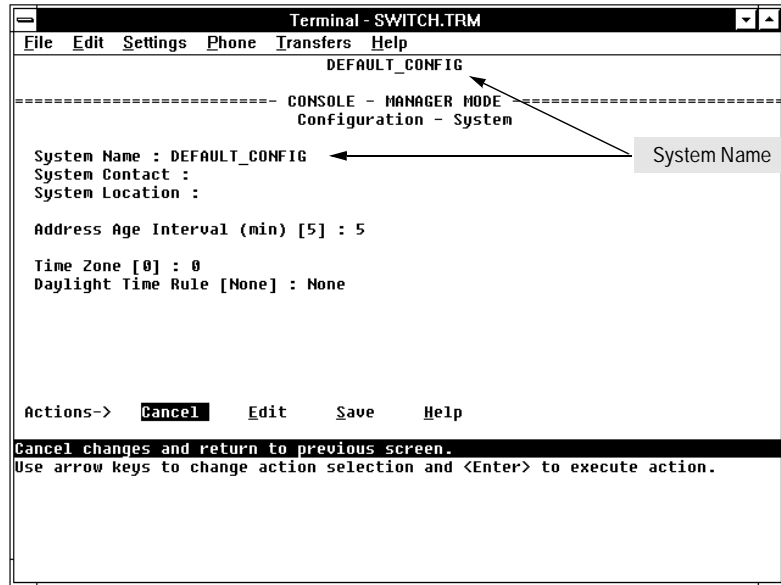 Terminal - SWITCH.TRM
File Edit Settings Phone Transfers Help
DEFAULT_CONFIG
==========================- CONSOLE - MANAGER MODE -===========================
Configuration - System
System Name : DEFAULT_CONFIG
System Name
System Contact :
System Location :
Address Age Interval (min) [5] : 5
Time Zone [0] : 0
Daylight Time Rule [None] : None
Actions-> Cancel Edit Save Help
Cancel changes and return to previous screen.
Use arrow keys to change action selection and <Enter> to execute action.